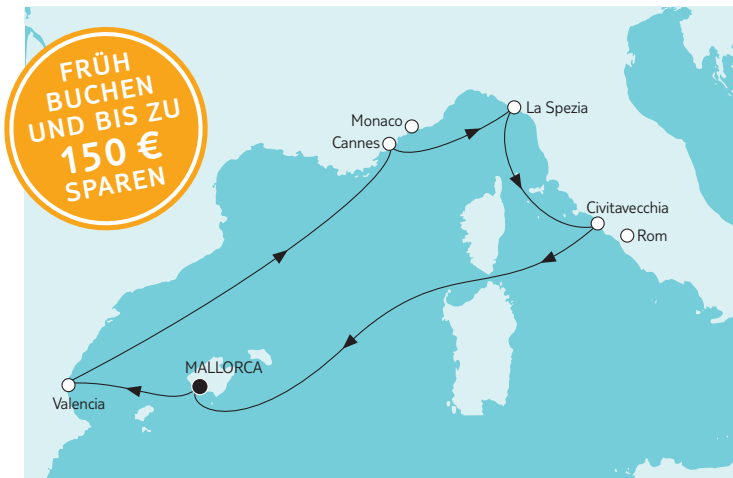 FRÜH
BUCHEN
UND BIS ZU
150 €
SPAREN
La Spezia
Monaco
Cannes
Civitavecchia
Rom
MALLORCA
Valencia